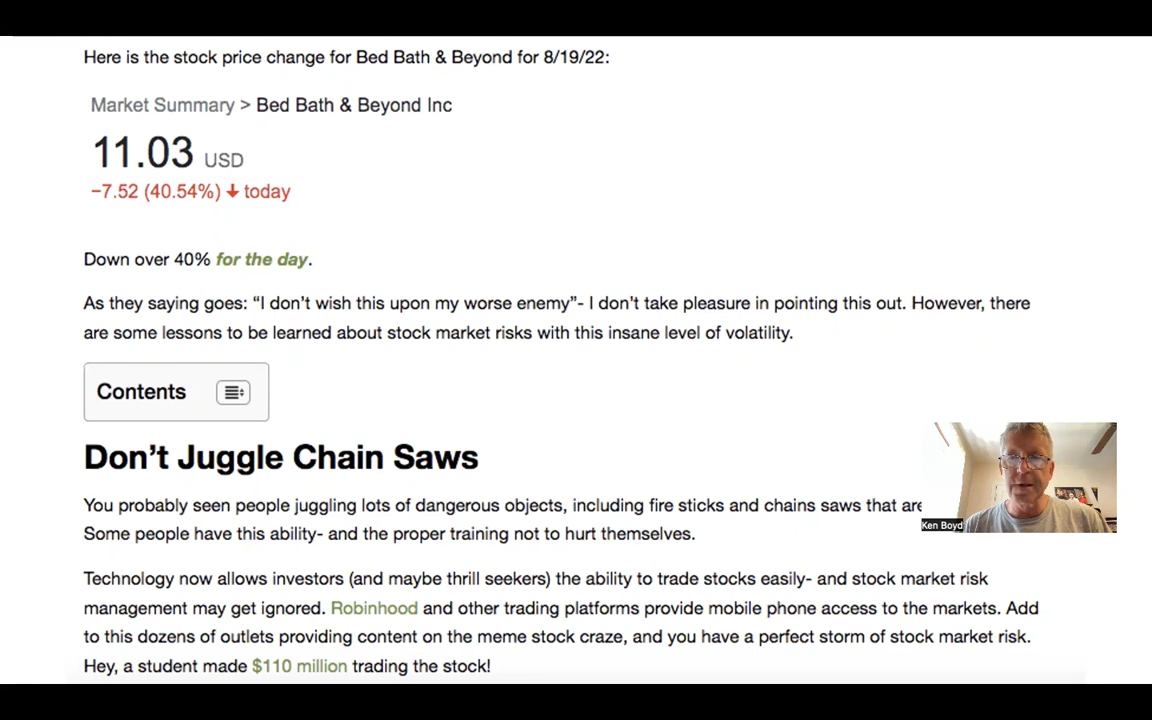 Here is the stock price change for Bed Bath & Beyond for 8/19/22:
Market Summary > Bed Bath & Beyond Inc
11.03 USD
−7.52 (40.54%) ↓ today
Down over 40% for the day.
As they saying goes: “I don’t wish this upon my worse enemy”- I don’t take pleasure in pointing this out. However, there
are some lessons to be learned about stock market risks with this insane level of volatility.
Contents
Don’t Juggle Chain Saws
You probably seen people juggling lots of dangerous objects, including fire sticks and chains saws that are
Some people have this ability- and the proper training not to hurt themselves.
Ken Boyd
Technology now allows investors (and maybe thrill seekers) the ability to trade stocks easily- and stock market risk
management may get ignored. Robinhood and other trading platforms provide mobile phone access to the markets. Add
to this dozens of outlets providing content on the meme stock craze, and you have a perfect storm of stock market risk.
Hey, a student made $110 million trading the stock!